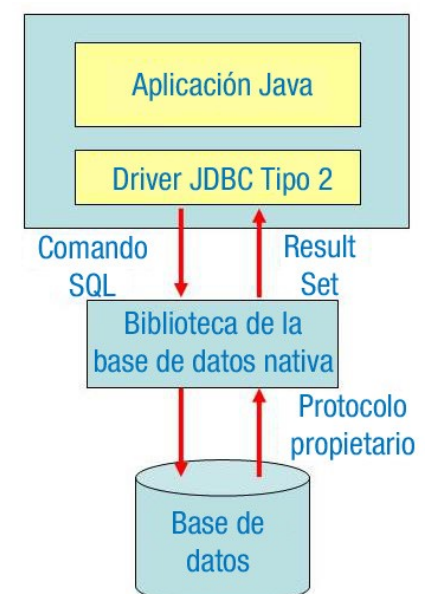 Aplicación Java
Driver JDBC Tipo 2
Comando
SQL
Result
Set
Biblioteca de la
base de datos nativa
Protocolo
propietario
Base de
datos